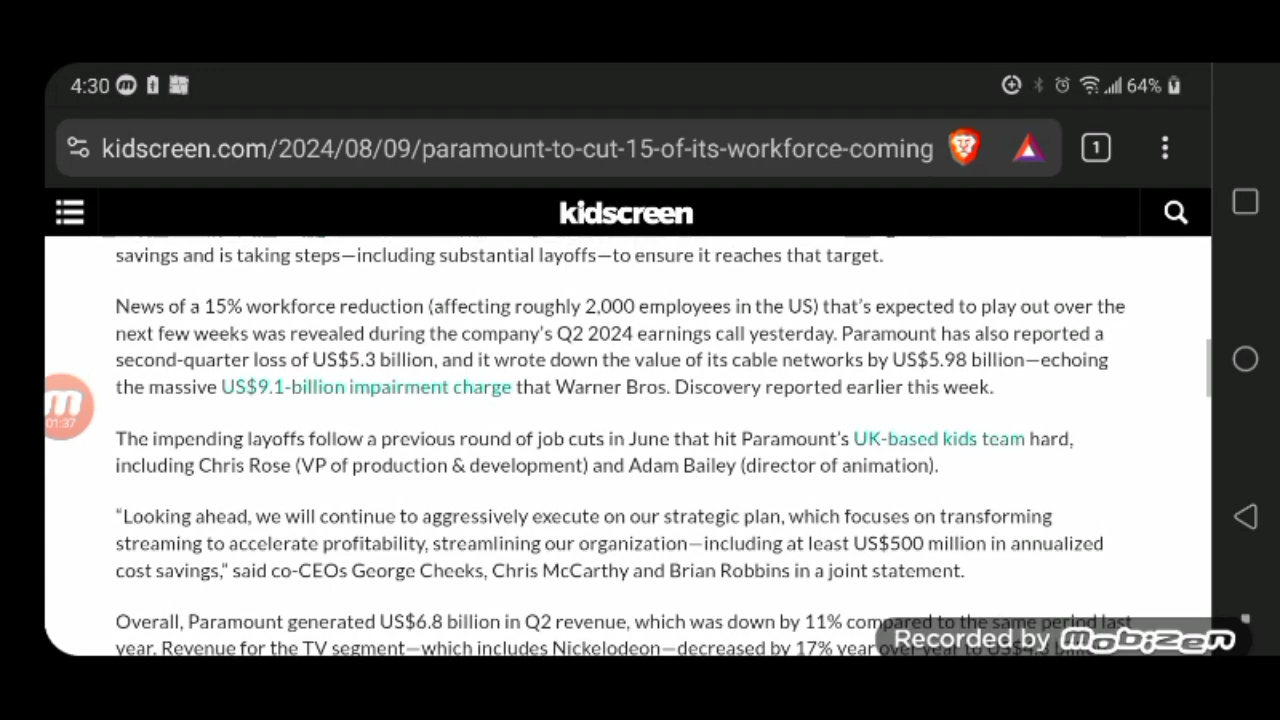 4:30
64%
kidscreen.com/2024/08/09/paramount-to-cut-15-of-its-workforce-coming
1
kidscreen
savings and is taking steps—including substantial layoffs—to ensure it reaches that target.
News of a 15% workforce reduction (affecting roughly 2,000 employees in the US) that's expected to play out over the
next few weeks was revealed during the company's Q2 2024 earnings call yesterday. Paramount has also reported a
second-quarter loss of US$5.3 billion, and it wrote down the value of its cable networks by US$5.98 billion—echoing
the massive US$9.1-billion impairment charge that Warner Bros. Discovery reported earlier this week.
01:37
The impending layoffs follow a previous round of job cuts in June that hit Paramount's UK-based kids team hard,
including Chris Rose (VP of production & development) and Adam Bailey (director of animation).
“Looking ahead, we will continue to aggressively execute on our strategic plan, which focuses on transforming
streaming to accelerate profitability, streamlining our organization—including at least US$500 million in annualized
cost savings,” said co-CEOs George Cheeks, Chris McCarthy and Brian Robbins in a joint statement.
Overall, Paramount generated US$6.8 billion in Q2 revenue, which was down by 11% compared to the same period last
year. Revenue for the TV segment—which includes Nickelodeon—decreased by 17% year over year to
Recorded by mobizen